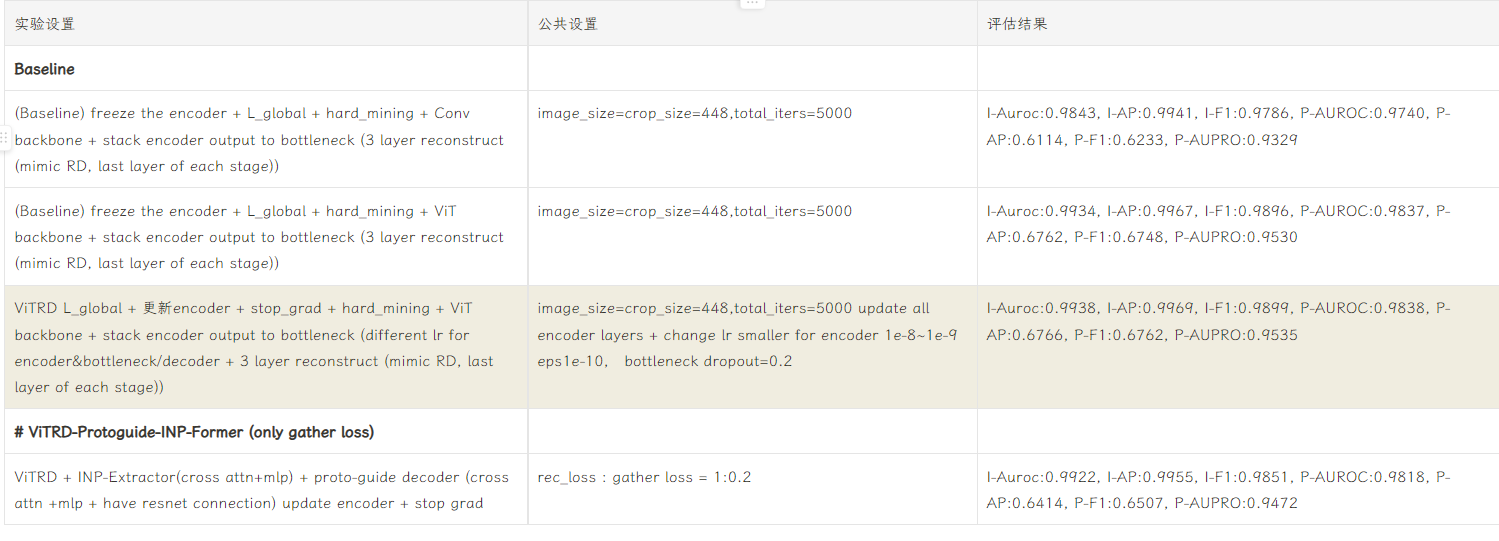 实验设置
公共设置
评估结果
Baseline
(Baseline) freeze the encoder + L_global + hard_mining + Conv
backbone + stack encoder output to bottleneck (3 layer reconstruct
(mimic RD, last layer of each stage))
image_size=crop_size=448,total_iters=5000
I-Auroc:0.9843, I-AP:0.9941, I-F1:0.9786, P-AUROC:0.9740, P-
AP:0.6114, P-F1:0.6233, P-AUPRO:0.9329
(Baseline) freeze the encoder + L_global + hard_mining + ViT
backbone + stack encoder output to bottleneck (3 layer reconstruct
(mimic RD, last layer of each stage))
image_size=crop_size=448,total_iters=5000
I-Auroc:0.9934, I-AP:0.9967, I-F1:0.9896, P-AUROC:0.9837, P-
AP:0.6762, P-F1:0.6748, P-AUPRO:0.9530
ViTRD L_global + 更新encoder + stop_grad + hard_mining + ViT
backbone + stack encoder output to bottleneck (different lr for
encoder&bottleneck/decoder + 3 layer reconstruct (mimic RD, last
layer of each stage))
image_size=crop_size=448,total_iters=5000 update all
encoder layers + change lr smaller for encoder 1e-8~1e-9
eps1e-10, bottleneck dropout=0.2
I-Auroc:0.9938, I-AP:0.9969, I-F1:0.9899, P-AUROC:0.9838, P-
AP:0.6766, P-F1:0.6762, P-AUPRO:0.9535
# ViTRD-Protoguide-INP-Former (only gather loss)
ViTRD + INP-Extractor(cross attn+mlp) + proto-guide decoder (cross
attn +mlp + have resnet connection) update encoder + stop grad
rec_loss : gather loss = 1:0.2
I-Auroc:0.9922, I-AP:0.9955, I-F1:0.9851, P-AUROC:0.9818, P-
AP:0.6414, P-F1:0.6507, P-AUPRO:0.9472